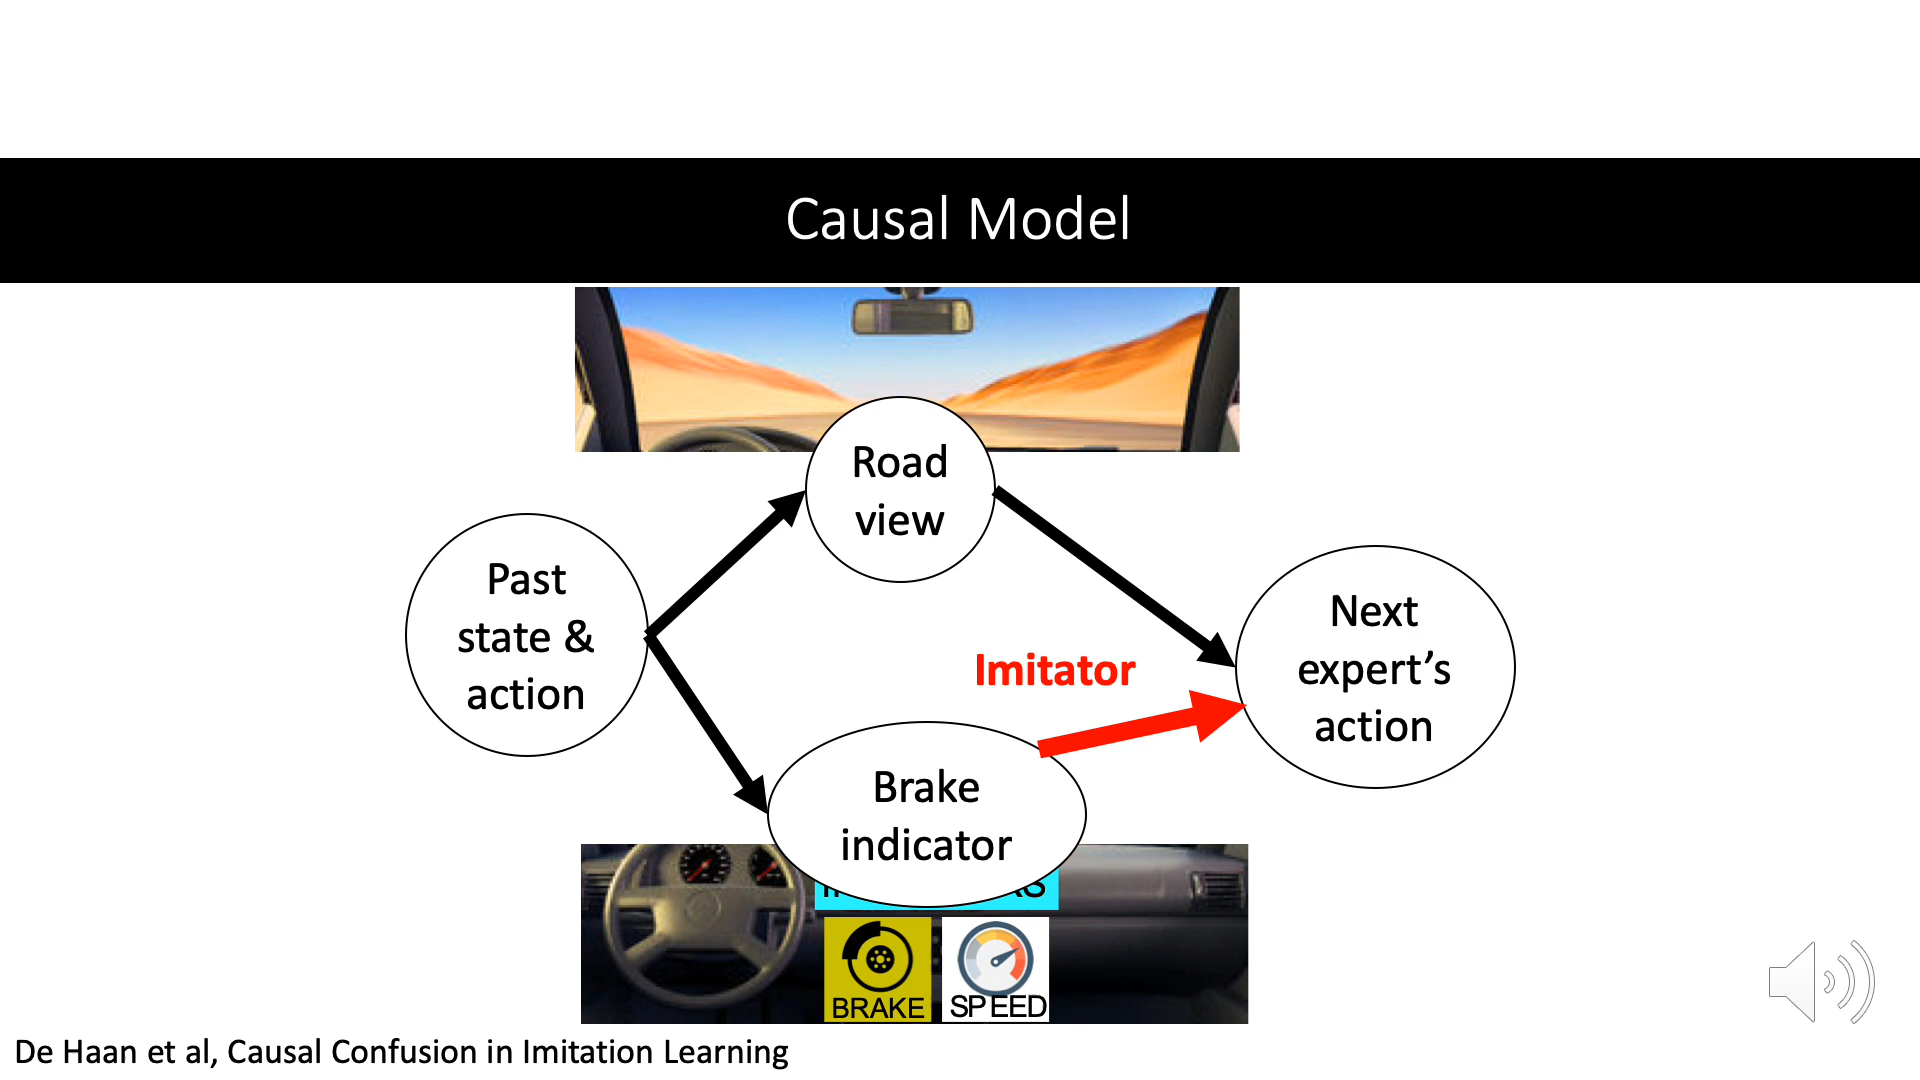 Causal Model
Road
view
Past
state &
action
Next
expert’s
action
Imitator
Brake
indicator
BRAKE
SPEED
De Haan et al, Causal Confusion in Imitation Learning